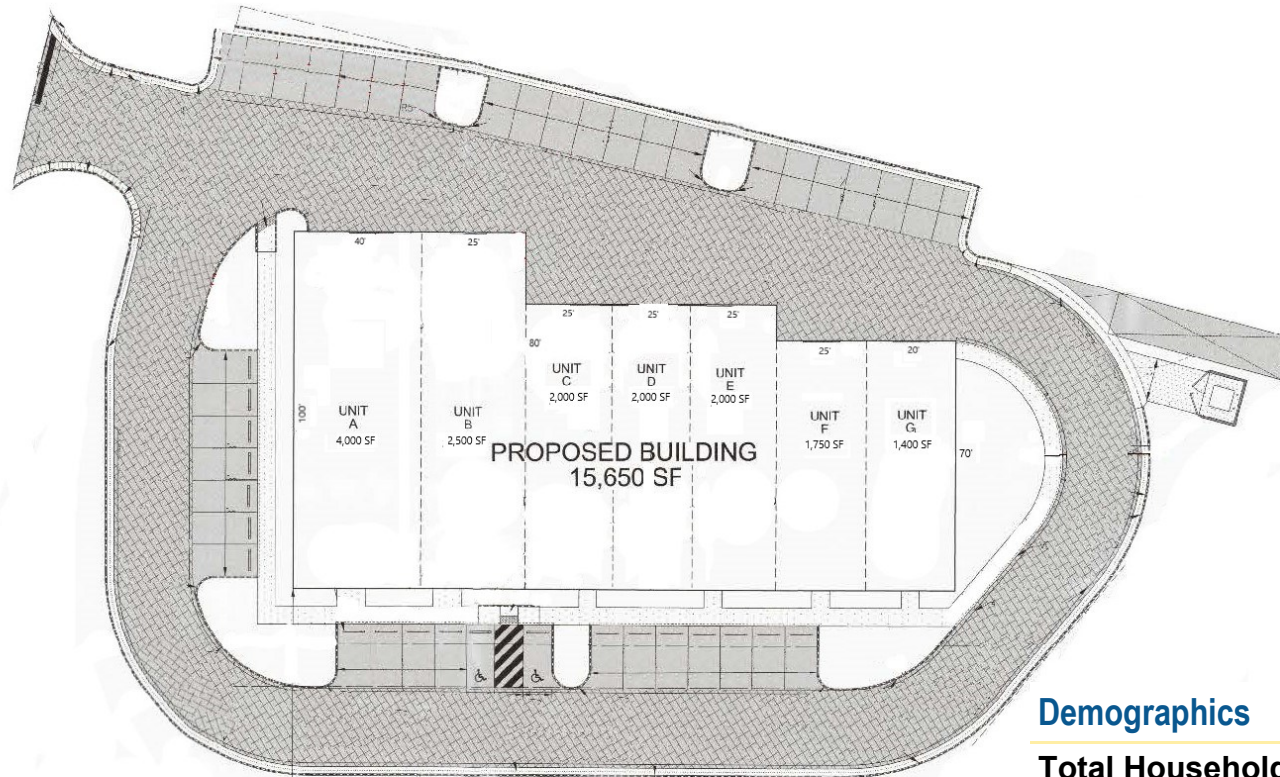 40'
25'
25'
25'
25'
80'
25'
20'
UNIT
C
2,000 SF
UNIT
D
2,000 SF
UNIT
E
2,000 SF
100'
UNIT
A
4,000 SF
UNIT
B
2,500 SF
UNIT
F
1,750 SF
UNIT
G
1,400 SF
70'
PROPOSED BUILDING
15,650 SF
Demographics
Total Household